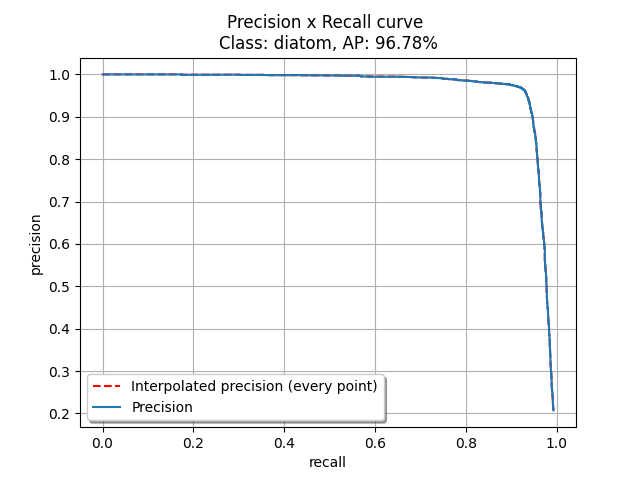 Precision x Recall curve
Class: diatom, AP: 96.78%
precision
1.0
0.9
0.8
0.7
0.6
0.5
0.4
0.3
0.2
Interpolated precision (every point)
Precision
0.0 0.2 0.4 0.6 0.8 1.0
recall